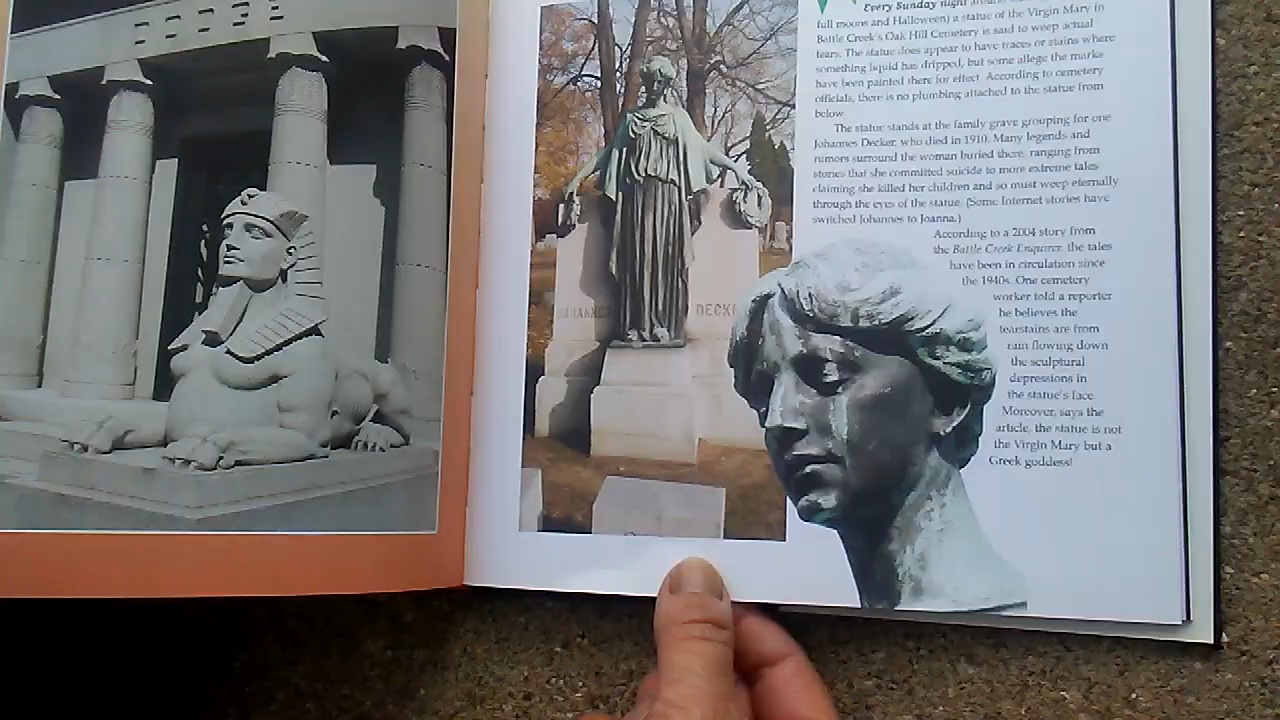 DODGE
JOHANNES DECK
Every Sunday night around
full moons and Halloween) a statue of the Virgin Mary in
Battle Creek's Oak Hill Cemetery is said to weep actual
tears. The statue does appear to have traces or stains where
something liquid has dripped, but some allege the marks
have been painted there for effect. According to cemetery
officials, there is no plumbing attached to the statue from
below.
The statue stands at the family grave grouping for one
Johannes Decker, who died in 1910. Many legends and
rumors surround the woman buried there, ranging from
stories that she committed suicide to more extreme tales
claiming she killed her children and so must weep eternally
through the eyes of the statue. (Some Internet stories have
switched Johannes to Joanna.)
According to a 2004 story from
the Battle Creek Enquirer, the tales
have been in circulation since
the 1940s. One cemetery
worker told a reporter
he believes the
tearstains are from
rain flowing down
the sculptural
depressions in
the statue's face.
Moreover, says the
article, the statue is not
the Virgin Mary but a
Greek goddess!